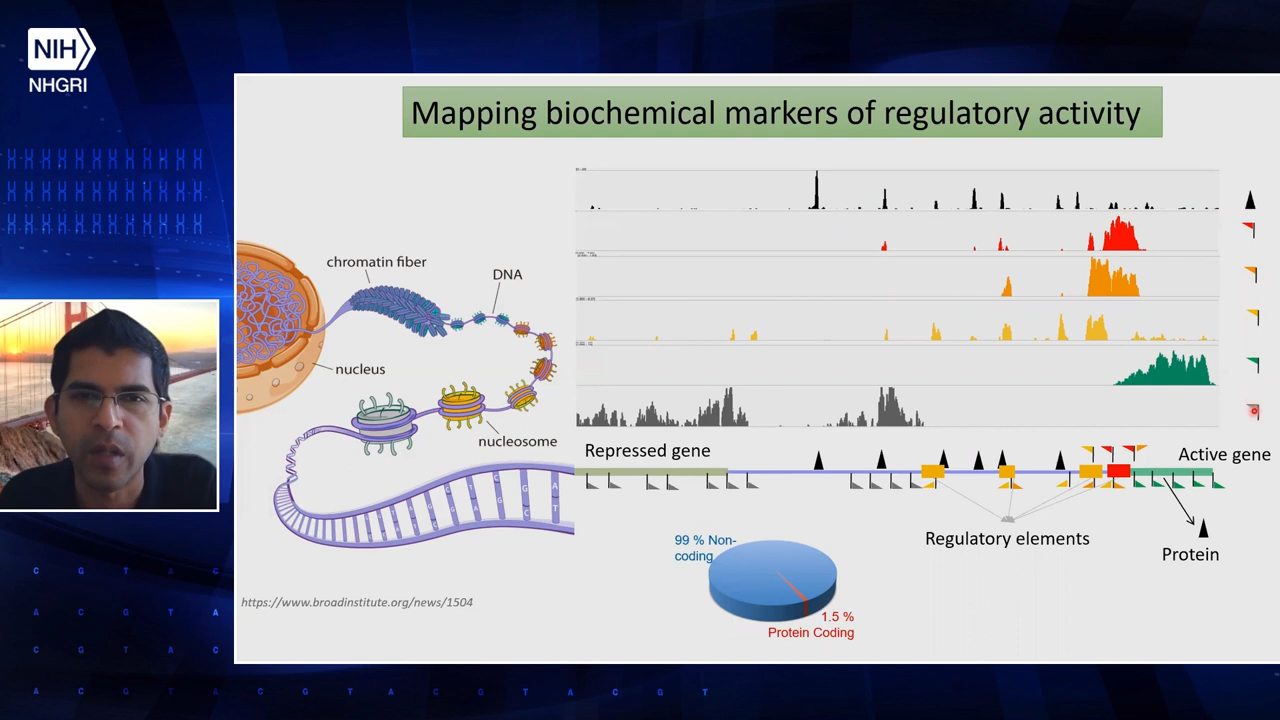 NIH
NHGRI
Mapping biochemical markers of regulatory activity
chromatin fiber
DNA
nucleus
nucleosome
Repressed gene
Active gene
Regulatory elements
Protein
99 % Non-
coding
1.5 %
Protein Coding
https://www.broadinstitute.org/news/1504
C G T A C
A C G T A
C G T A C
A C G T A C G T A C G T A C G T